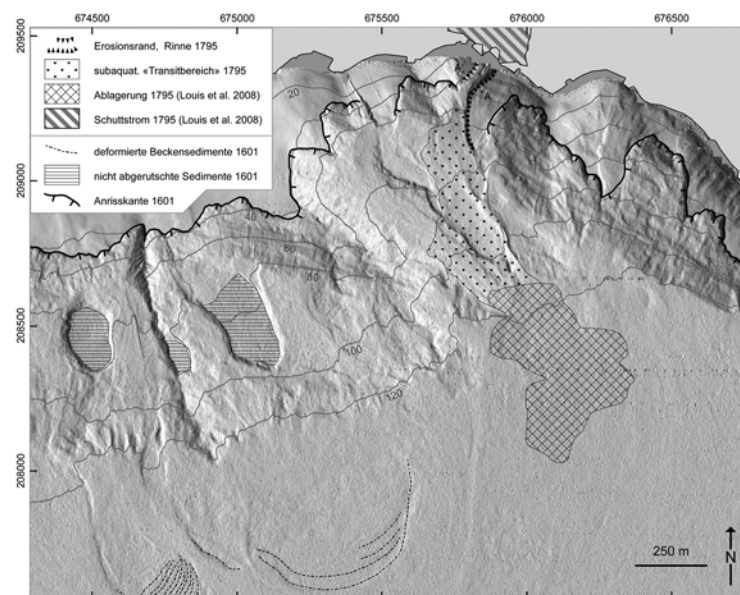 674500 675000 675500 676000 676500
209500
209000
208500
208000
Erosionsrand, Rinne 1795
subaquat. «Transitbereich» 1795
Ablagerung 1795 (Louis et al. 2008)
Schuttstrom 1795 (Louis et al. 2008)
deformierte Beckensedimente 1601
nicht abgerutschte Sedimente 1601
Anrisskante 1601
20
A
40
60
80
100
120
250 m
N